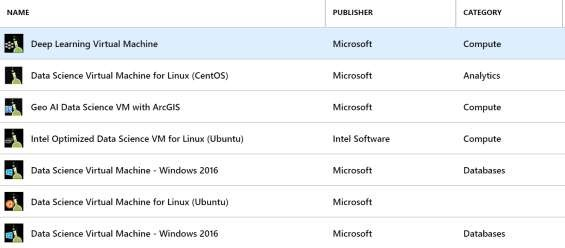 NAME PUBLISHER CATEGORY
Deep Learning Virtual Machine Microsoft Compute
Data Science Virtual Machine for Linux (CentOS) Microsoft Analytics
Geo AI Data Science VM with ArcGIS Microsoft Compute
Intel Optimized Data Science VM for Linux (Ubuntu) Intel Software Compute
Data Science Virtual Machine - Windows 2016 Microsoft Databases
Data Science Virtual Machine for Linux (Ubuntu) Microsoft
Data Science Virtual Machine - Windows 2016 Microsoft Databases